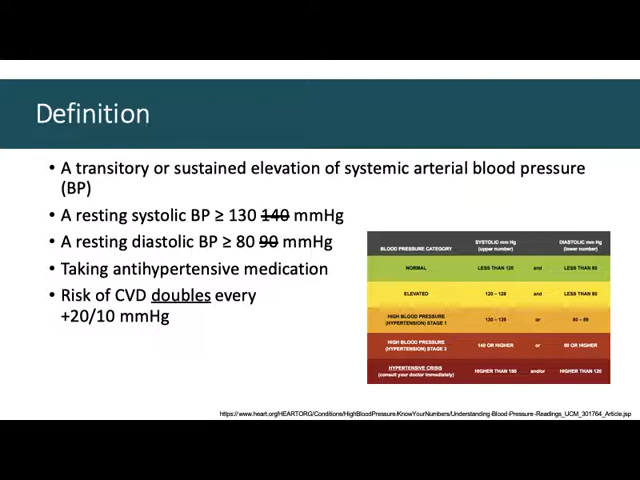 Definition
• A transitory or sustained elevation of systemic arterial blood pressure
(BP)
• A resting systolic BP ≥ 130 140 mmHg
• A resting diastolic BP ≥ 80 90 mmHg
• Taking antihypertensive medication
• Risk of CVD doubles every
+20/10 mmHg
BLOOD PRESSURE CATEGORY
SYSTOLIC mm Hg
(upper number)
DIASTOLIC mm Hg
(lower number)
NORMAL LESS THAN 120 and LESS THAN 80
ELEVATED 120 – 129 and LESS THAN 80
HIGH BLOOD PRESSURE
(HYPERTENSION) STAGE 1 130 – 139 or 80 – 89
HIGH BLOOD PRESSURE
(HYPERTENSION) STAGE 2 140 OR HIGHER or 90 OR HIGHER
HYPERTENSIVE CRISIS
(consult your doctor immediately) HIGHER THAN 180 and/or HIGHER THAN 120
https://www.heart.org/HEARTORG/Conditions/HighBloodPressure/KnowYourNumbers/Understanding-Blood-Pressure-Readings_UCM_301764_Article.jsp